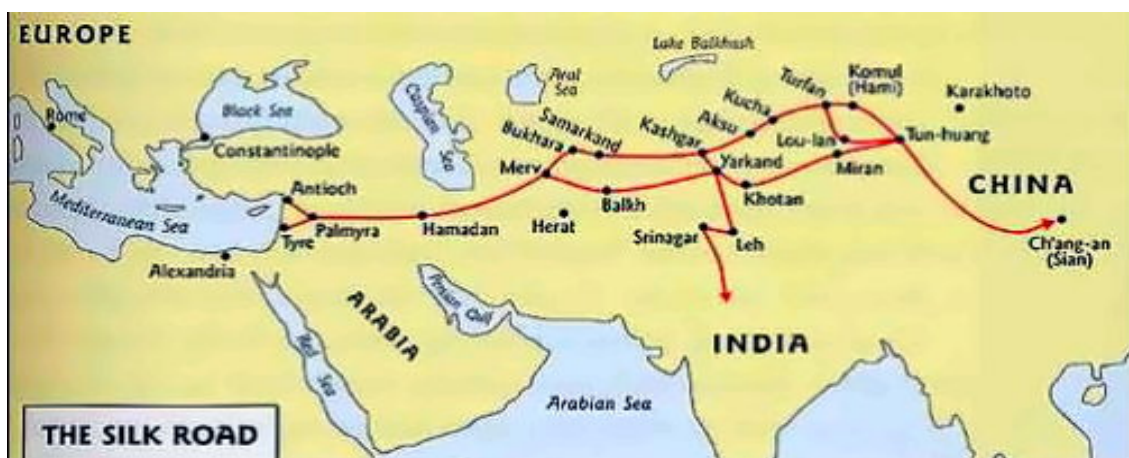 EUROPE
Lake Balkhash
Aral
Sea
Komul
(Hami)
Turfan
Karakhoto
Caspian
Sea
Black Sea
Rome
Kucha
Aksu
Samarkand
Bukhara
Kashgar
Lou-lan
Tun-huang
Constantinople
Merv
Yarkand
Miran
CHINA
Antioch
Mediterranean Sea
Balkh
Khotan
Tyre
Palmyra
Hamadan
Herat
Srinagar
Leh
Ch'ang-an
(Sian)
Alexandria
Persian Gulf
ARABIA
INDIA
Red
Sea
Arabian Sea
THE SILK ROAD